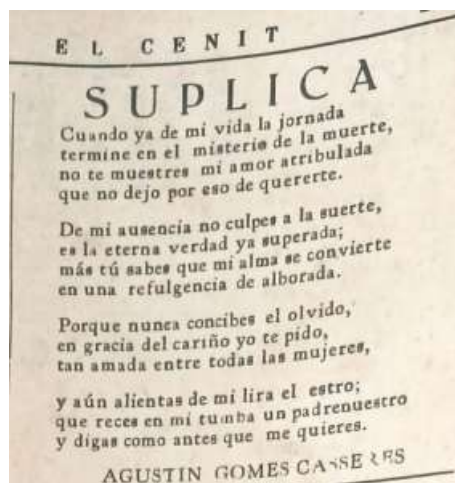 EL CENIT
SUPLICA
Cuando ya de mi vida la jornada
termine en el misterio de la muerte,
no te muestres mi amor atribulada
que no dejo por eso de quererte.
De mi ausencia no culpes a la suerte,
es la eterna verdad ya superada;
más tú sabes que mi alma se convierte
en una refulgencia de alborada.
Porque nunca concibes el olvido,
en gracia del cariño yo te pido,
tan amada entre todas las mujeres,
y aún alientas de mi lira el estro;
que reces en mi tumba un padrenuestro
y digas como antes que me quieres.
AGUSTIN GOMES CASSERES